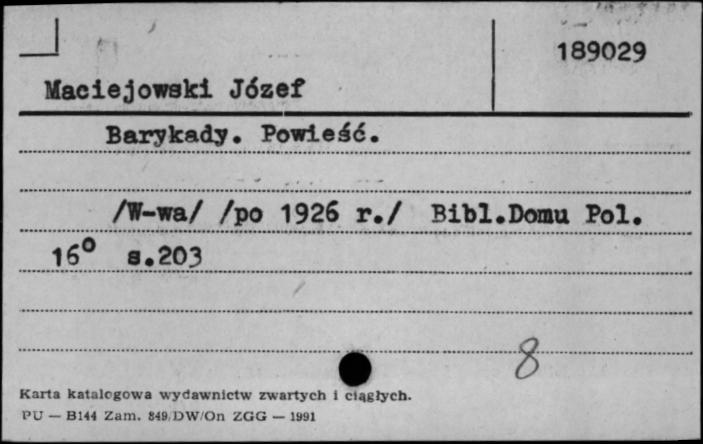 189029
Maciejowski Józef
Barykady. Powieść.
/W-wa/ /po 1926 r./ Bibl.Domu Pol.
16° s.203
8
Karta katalogowa wydawnictw zwartych i ciągłych.
PU — B144 Zam. 849/DW/On ZGG — 1991